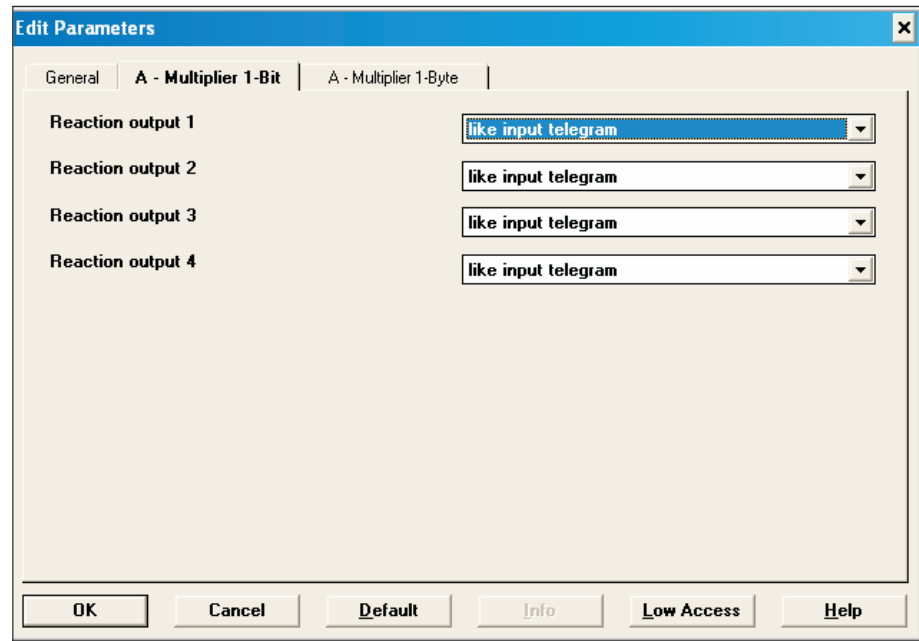 Edit Parameters
General A - Multiplier 1-Bit A - Multiplier 1-Byte
Reaction output 1 like input telegram
Reaction output 2 like input telegram
Reaction output 3 like input telegram
Reaction output 4 like input telegram
OK Cancel Default Info Low Access Help